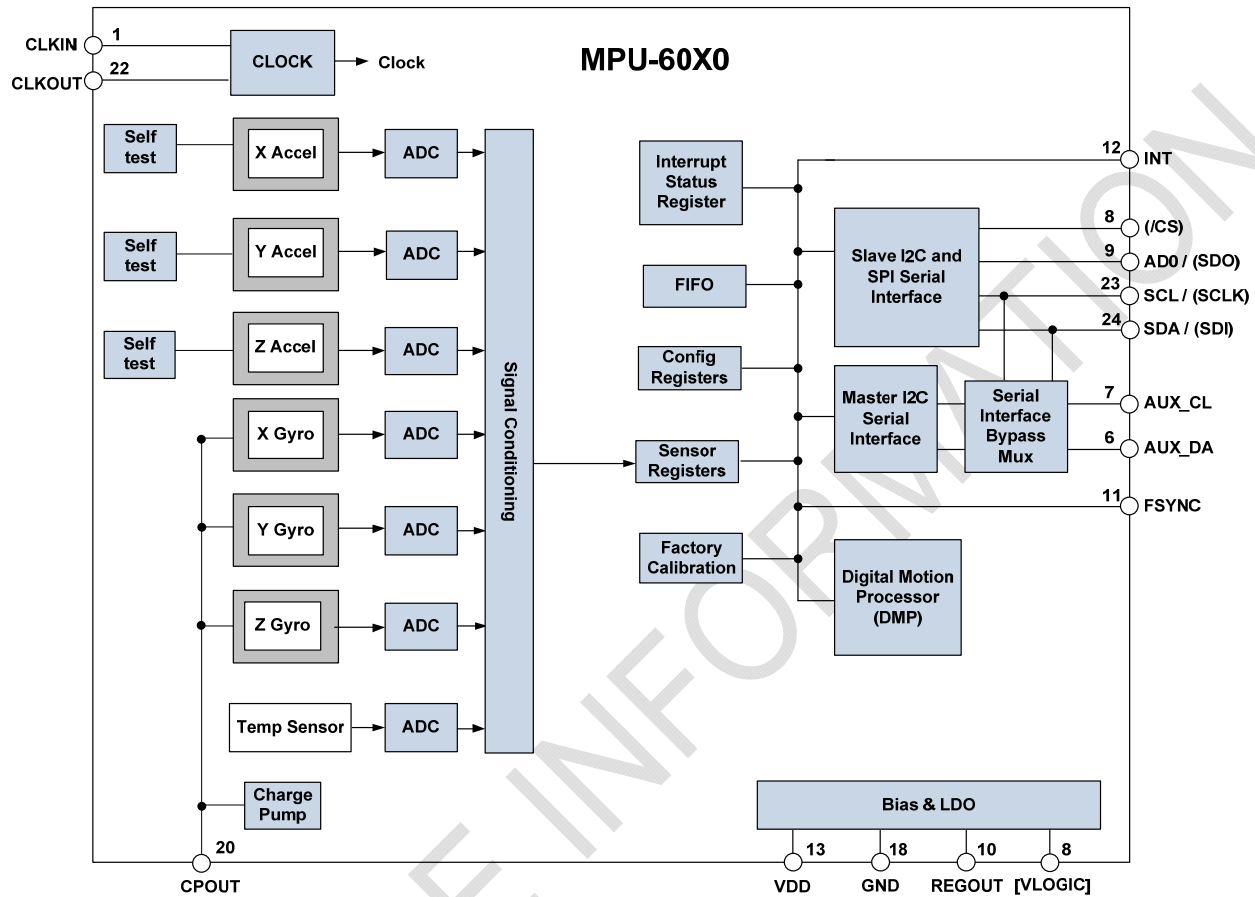 MPU-60X0
CLKIN
1
CLKOUT
22
CLOCK
Clock
Self
test
X Accel
ADC
Self
test
Y Accel
ADC
Self
test
Z Accel
ADC
X Gyro
ADC
Y Gyro
ADC
Z Gyro
ADC
Temp Sensor
ADC
Signal Conditioning
Charge
Pump
20
CPOUT
Interrupt
Status
Register
FIFO
Config
Registers
Sensor
Registers
Factory
Calibration
Slave I2C and
SPI Serial
Interface
Master I2C
Serial
Interface
Serial
Interface
Bypass
Mux
Digital Motion
Processor
(DMP)
12
INT
8
(/CS)
9
AD0 / (SDO)
23
SCL / (SCLK)
24
SDA / (SDI)
7
AUX_CL
6
AUX_DA
11
FSYNC
Bias & LDO
13
VDD
18
GND
10
REGOUT
8
[VLOGIC]
E INFORMATION